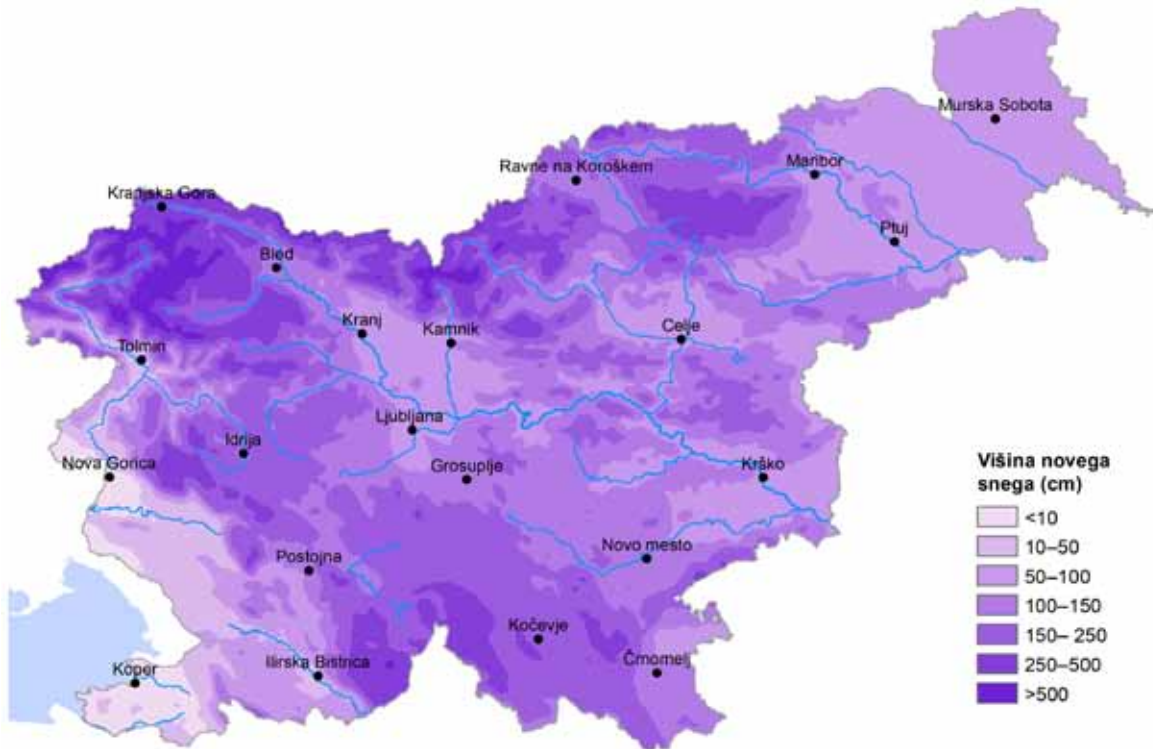 Murska Sobota
Ravne na Koroškem
Maribor
Kranjska Gora
Ptuj
Bled
Kranj
Kamnik
Celje
Tolmin
Ljubljana
Idrija
Nova Gorica
Grosuplje
Krško
Postojna
Novo mesto
Kočevje
Koper
Ilirska Bistrica
Črnomelj
Višina novega
snega (cm)
<10
10–50
50–100
100–150
150– 250
250–500
>500